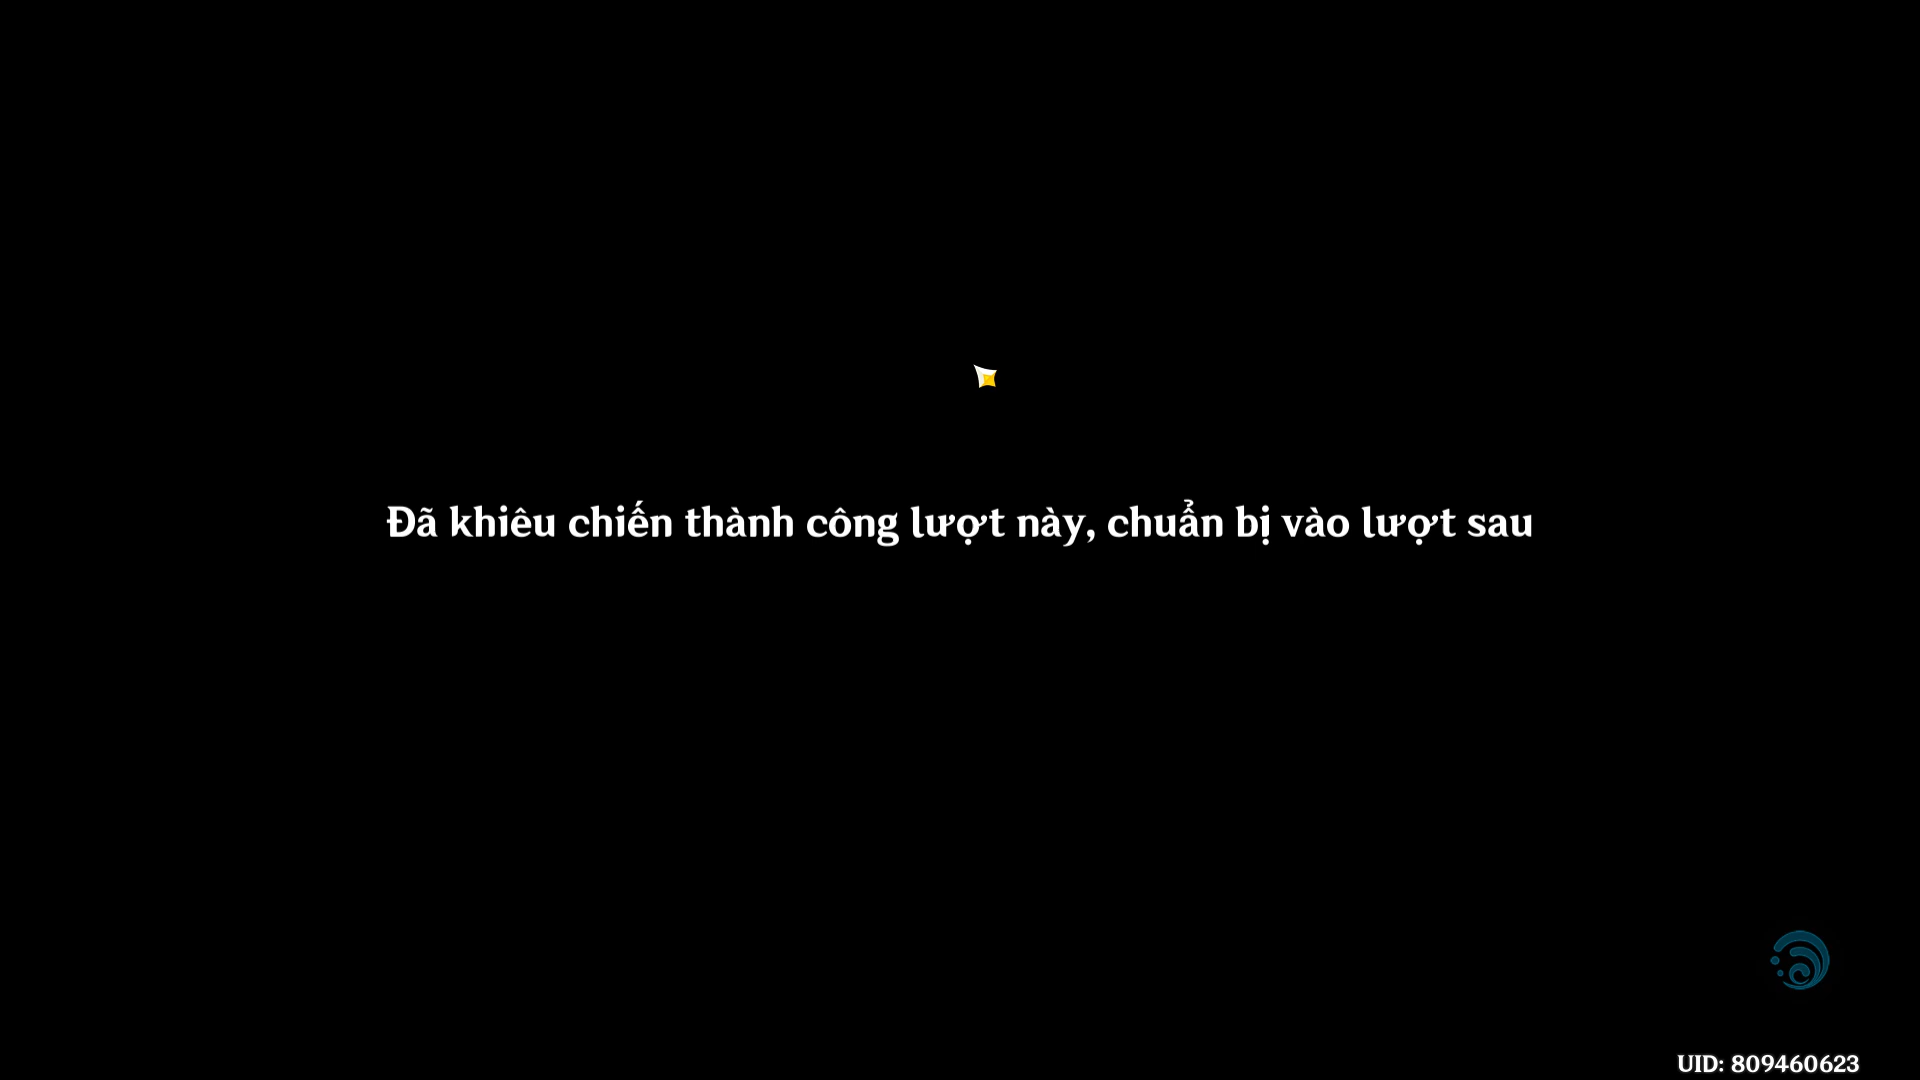 Đã khiêu chiến thành công lượt này, chuẩn bị vào lượt sau
UID: 809460623